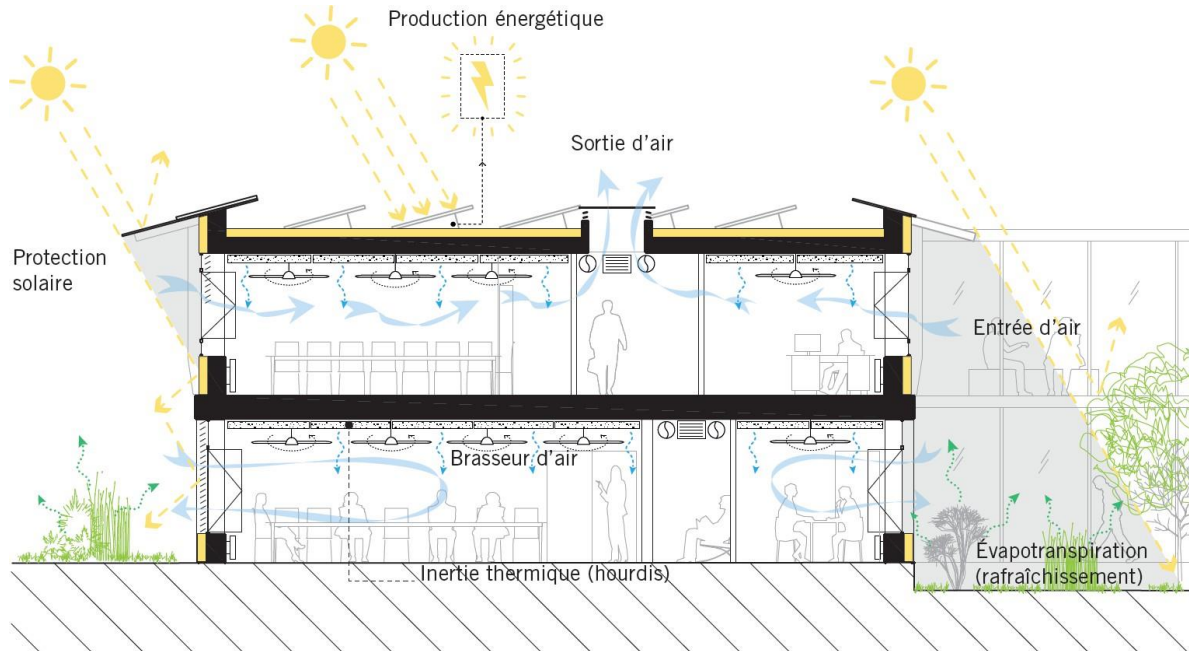 Production énergétique
Sortie d'air
Protection
solaire
Entrée d'air
Brasseur d'air
Évapotranspiration
(rafraîchissement)
Inertie thermique (hourdis)